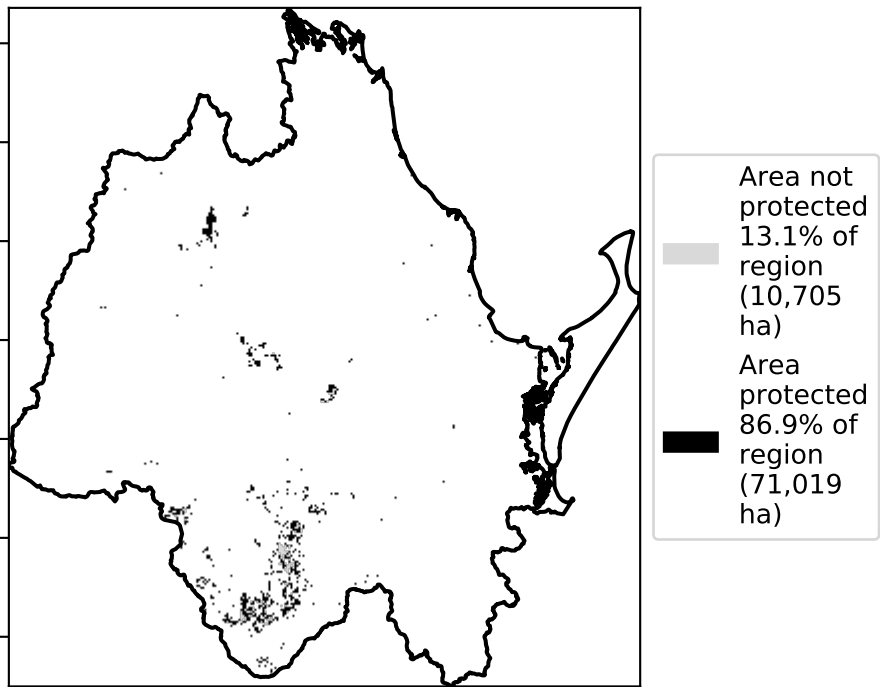 Area not
protected
13.1% of
region
(10,705
ha)
Area
protected
86.9% of
region
(71,019
ha)